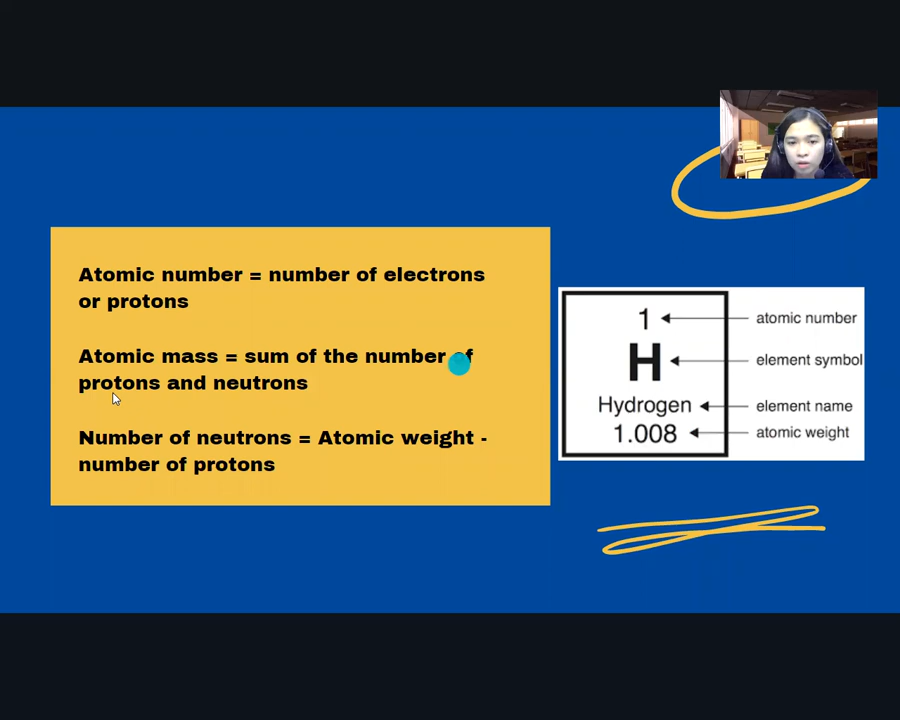 Atomic number = number of electrons
or protons
Atomic mass = sum of the number of
protons and neutrons
Number of neutrons = Atomic weight -
number of protons
1
atomic number
H
element symbol
Hydrogen
element name
1.008
atomic weight